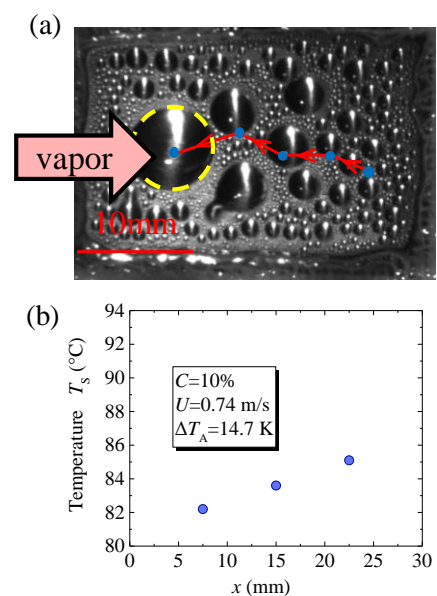 (a)
vapor
10mm
(b)
94
92
90
88
86
84
82
80
Temperature T_s (°C)
C=10%
U=0.74 m/s
ΔT_A=14.7 K
0 5 10 15 20 25 30
x (mm)